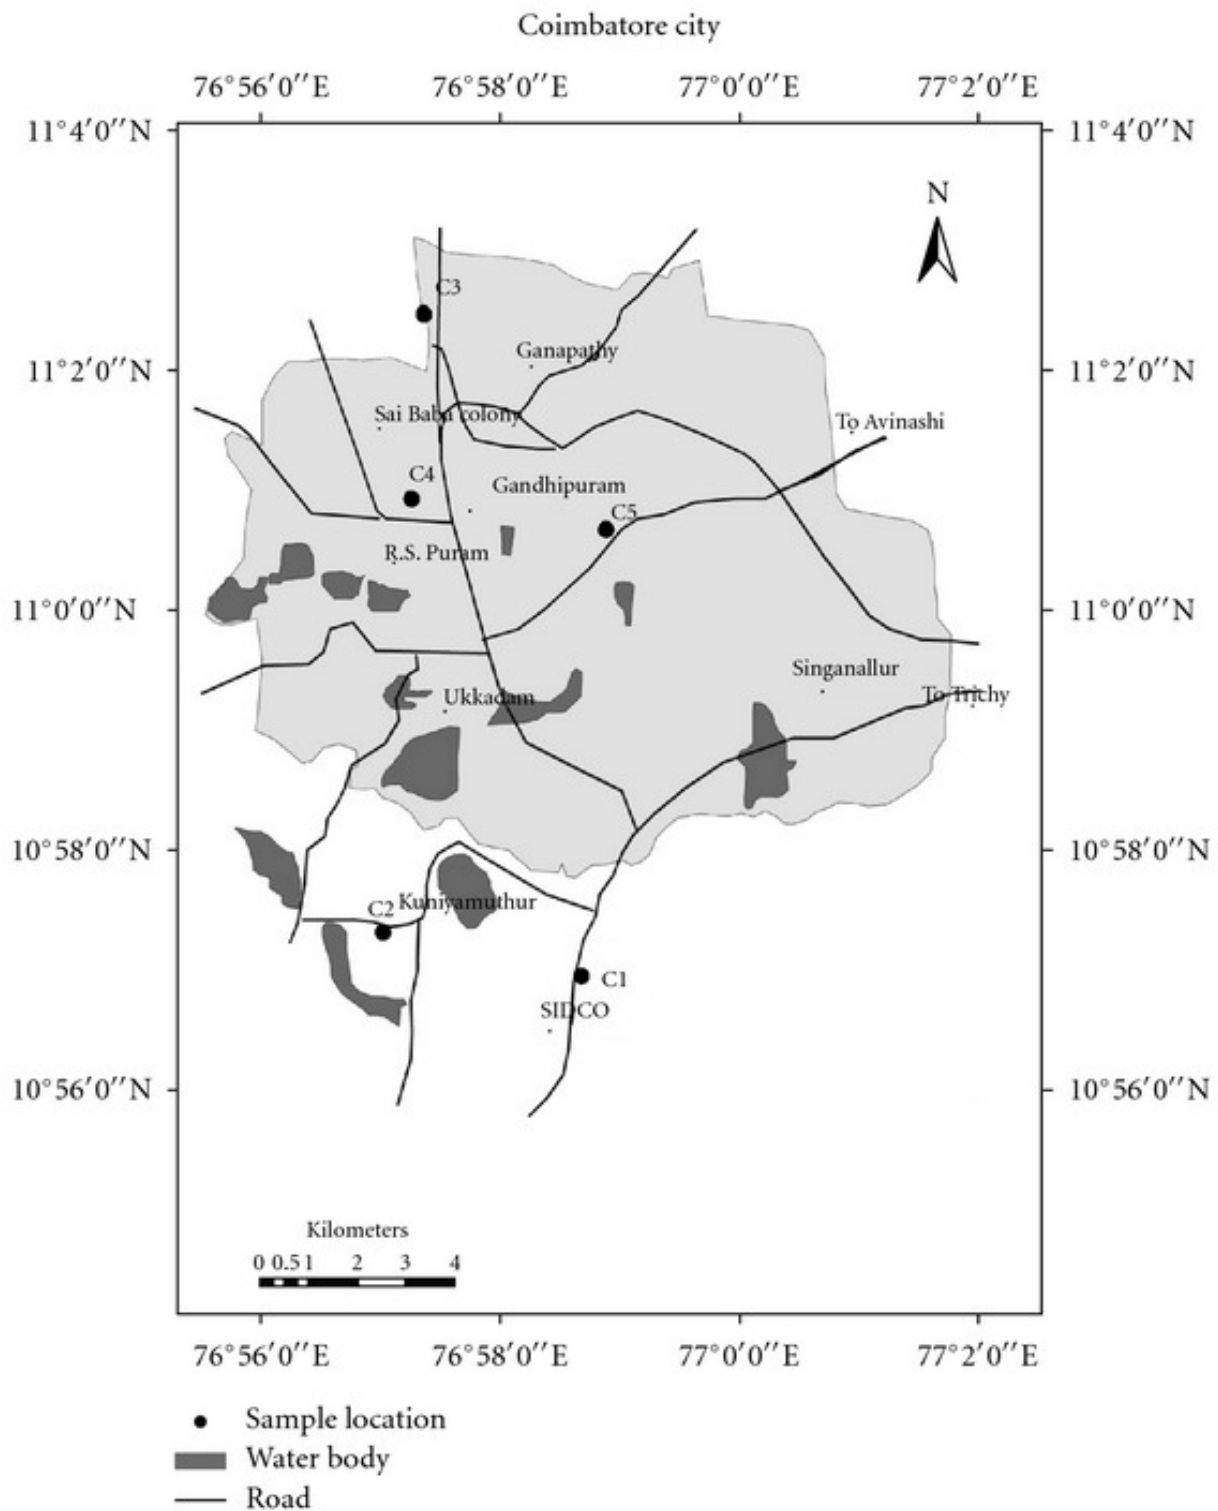 Coimbatore city
76°56′0′′E 76°58′0′′E 77°0′0′′E 77°2′0′′E
11°4′0′′N 11°4′0′′N
N
C3
Ganapathy
11°2′0′′N 11°2′0′′N
Sai Baba colony
To Avinashi
C4
Gandhipuram
C5
R.S. Puram
11°0′0′′N 11°0′0′′N
Singanallur
Ukkadam
To Trichy
10°58′0′′N 10°58′0′′N
C2 Kuniyamuthur
C1
SIDCO
10°56′0′′N 10°56′0′′N
Kilometers
0 0.5 1 2 3 4
76°56′0′′E 76°58′0′′E 77°0′0′′E 77°2′0′′E
Sample location
Water body
Road